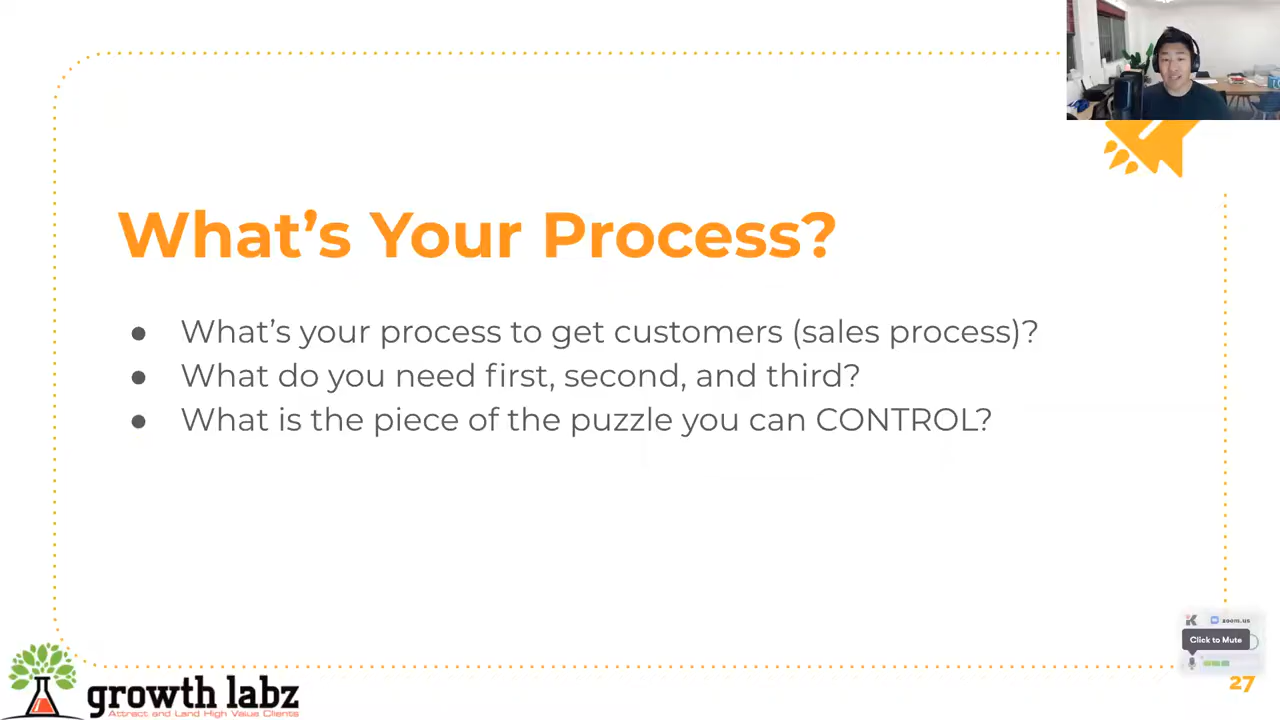 What's Your Process?
● What's your process to get customers (sales process)?
● What do you need first, second, and third?
● What is the piece of the puzzle you can CONTROL?
zoom.us
Click to Mute
27
growth labz
Attract and Land High Value Clients